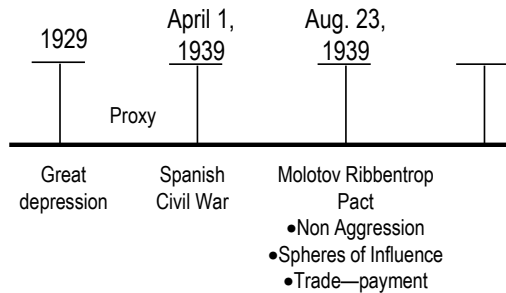 1929
April 1,
1939
Aug. 23,
1939
Proxy
Great
depression
Spanish
Civil War
Molotov Ribbentrop
Pact
•Non Aggression
•Spheres of Influence
•Trade—payment